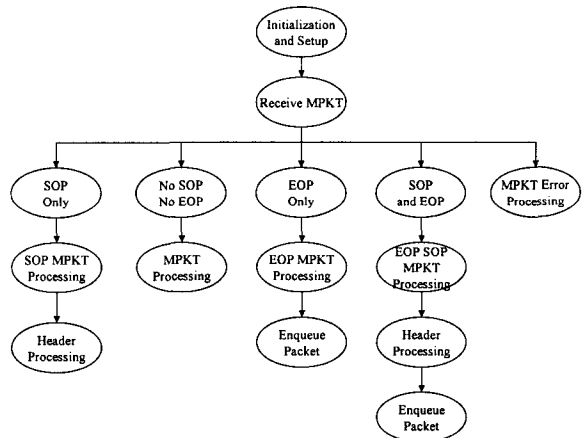 Initialization
and Setup
Receive MPKT
SOP
Only
No SOP
No EOP
EOP
Only
SOP
and EOP
MPKT Error
Processing
SOP MPKT
Processing
MPKT
Processing
EOP MPKT
Processing
EOP SOP
MPKT
Processing
Header
Processing
Enqueue
Packet
Header
Processing
Enqueue
Packet